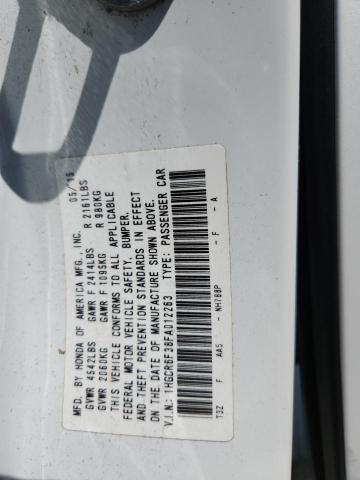 MFD. BY HONDA OF AMERICA MFG., INC. 05/15
GVWR 4542LBS GAWR F 2414LBS R 2161LBS
GVWR 2060KG GAWR F 1095KG R 980KG
THIS VEHICLE CONFORMS TO ALL APPLICABLE
FEDERAL MOTOR VEHICLE SAFETY, BUMPER,
AND THEFT PREVENTION STANDARDS IN EFFECT
ON THE DATE OF MANUFACTURE SHOWN ABOVE.
V.I.N.: 1HGCR6F38FA012263 TYPE: PASSENGER CAR
T3Z F AA5 - NH788P - F - A